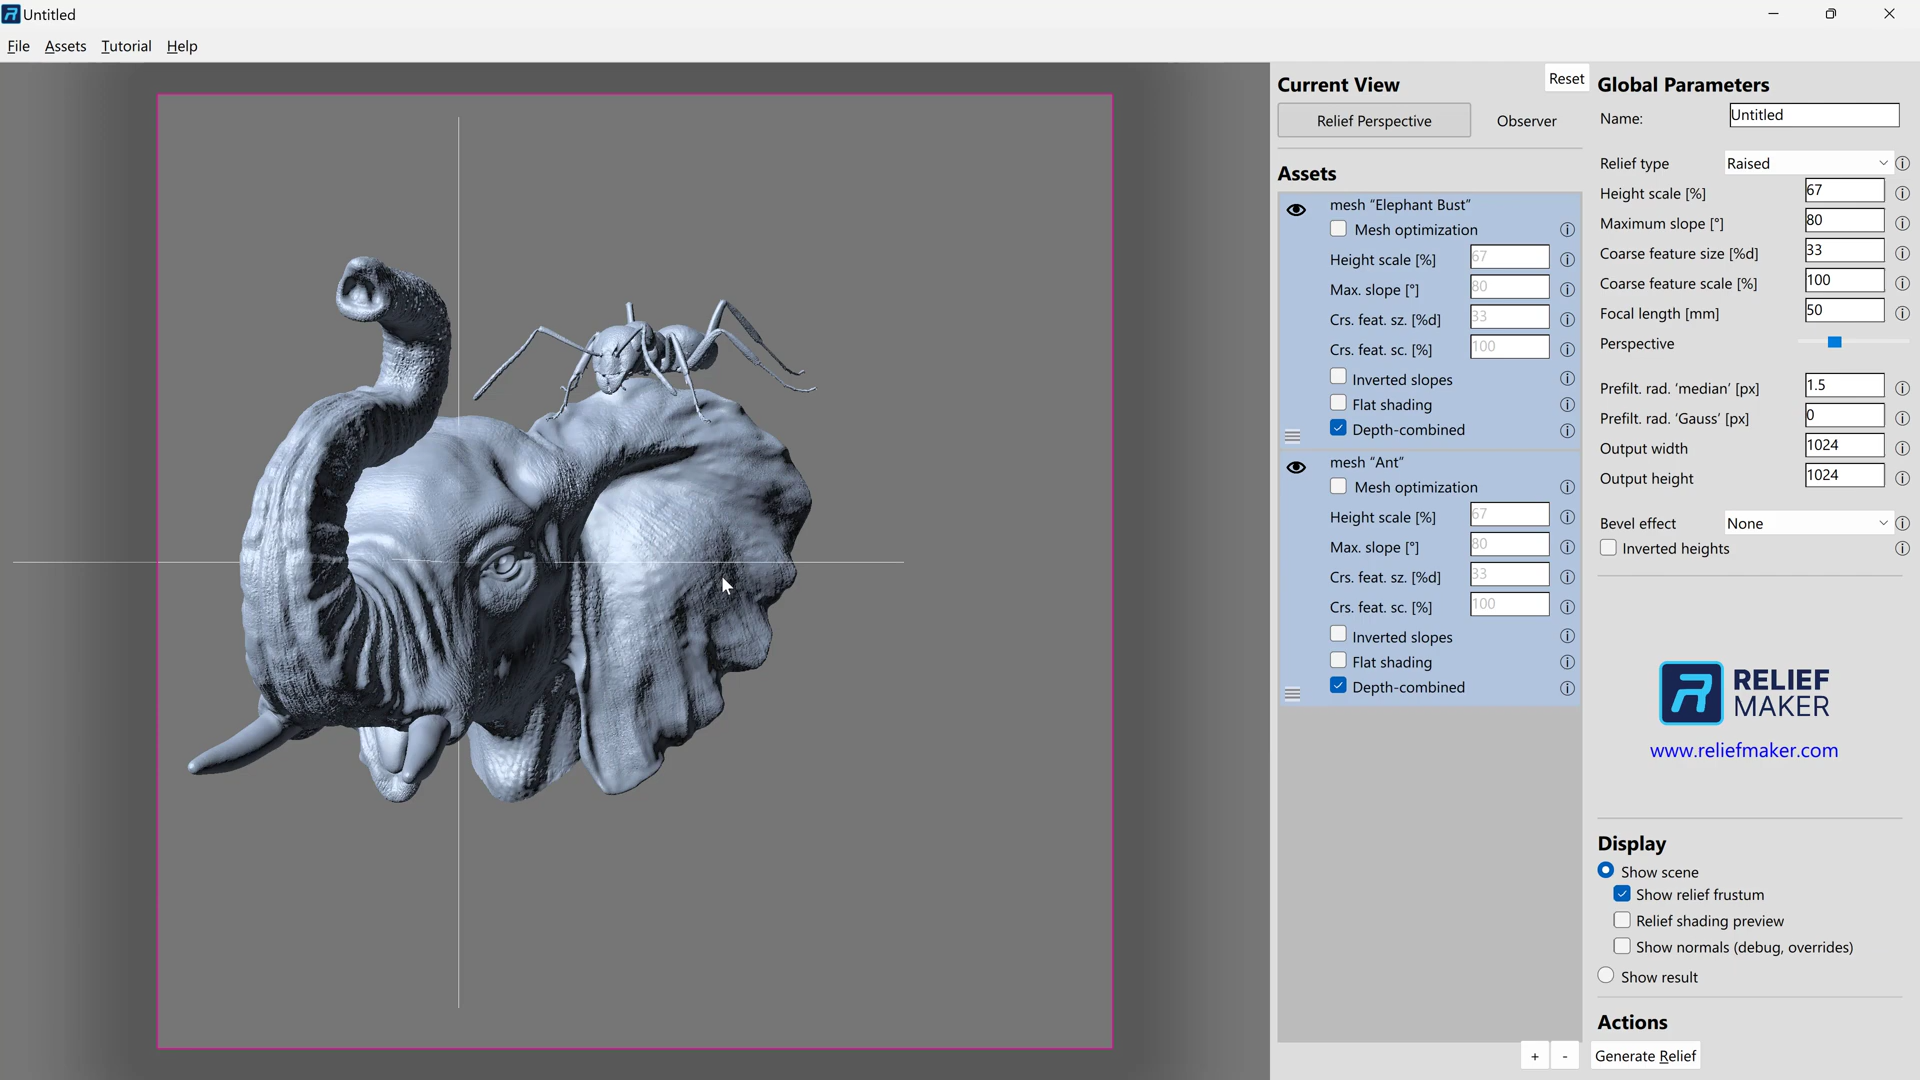 Untitled
File Assets Tutorial Help
Current View
Reset
Relief Perspective Observer
Assets
mesh “Elephant Bust”
Mesh optimization
Height scale [%] 67
Max. slope [°] 80
Crs. feat. sz. [%d] 33
Crs. feat. sc. [%] 100
Inverted slopes
Flat shading
Depth-combined
mesh “Ant”
Mesh optimization
Height scale [%] 67
Max. slope [°] 80
Crs. feat. sz. [%d] 33
Crs. feat. sc. [%] 100
Inverted slopes
Flat shading
Depth-combined
+ -
Global Parameters
Name: Untitled
Relief type Raised
Height scale [%] 67
Maximum slope [°] 80
Coarse feature size [%d] 33
Coarse feature scale [%] 100
Focal length [mm] 50
Perspective
Prefilt. rad. ‘median’ [px] 1.5
Prefilt. rad. ‘Gauss’ [px] 0
Output width 1024
Output height 1024
Bevel effect None
Inverted heights
RELIEF
MAKER
www.reliefmaker.com
Display
Show scene
Show relief frustum
Relief shading preview
Show normals (debug, overrides)
Show result
Actions
Generate Relief